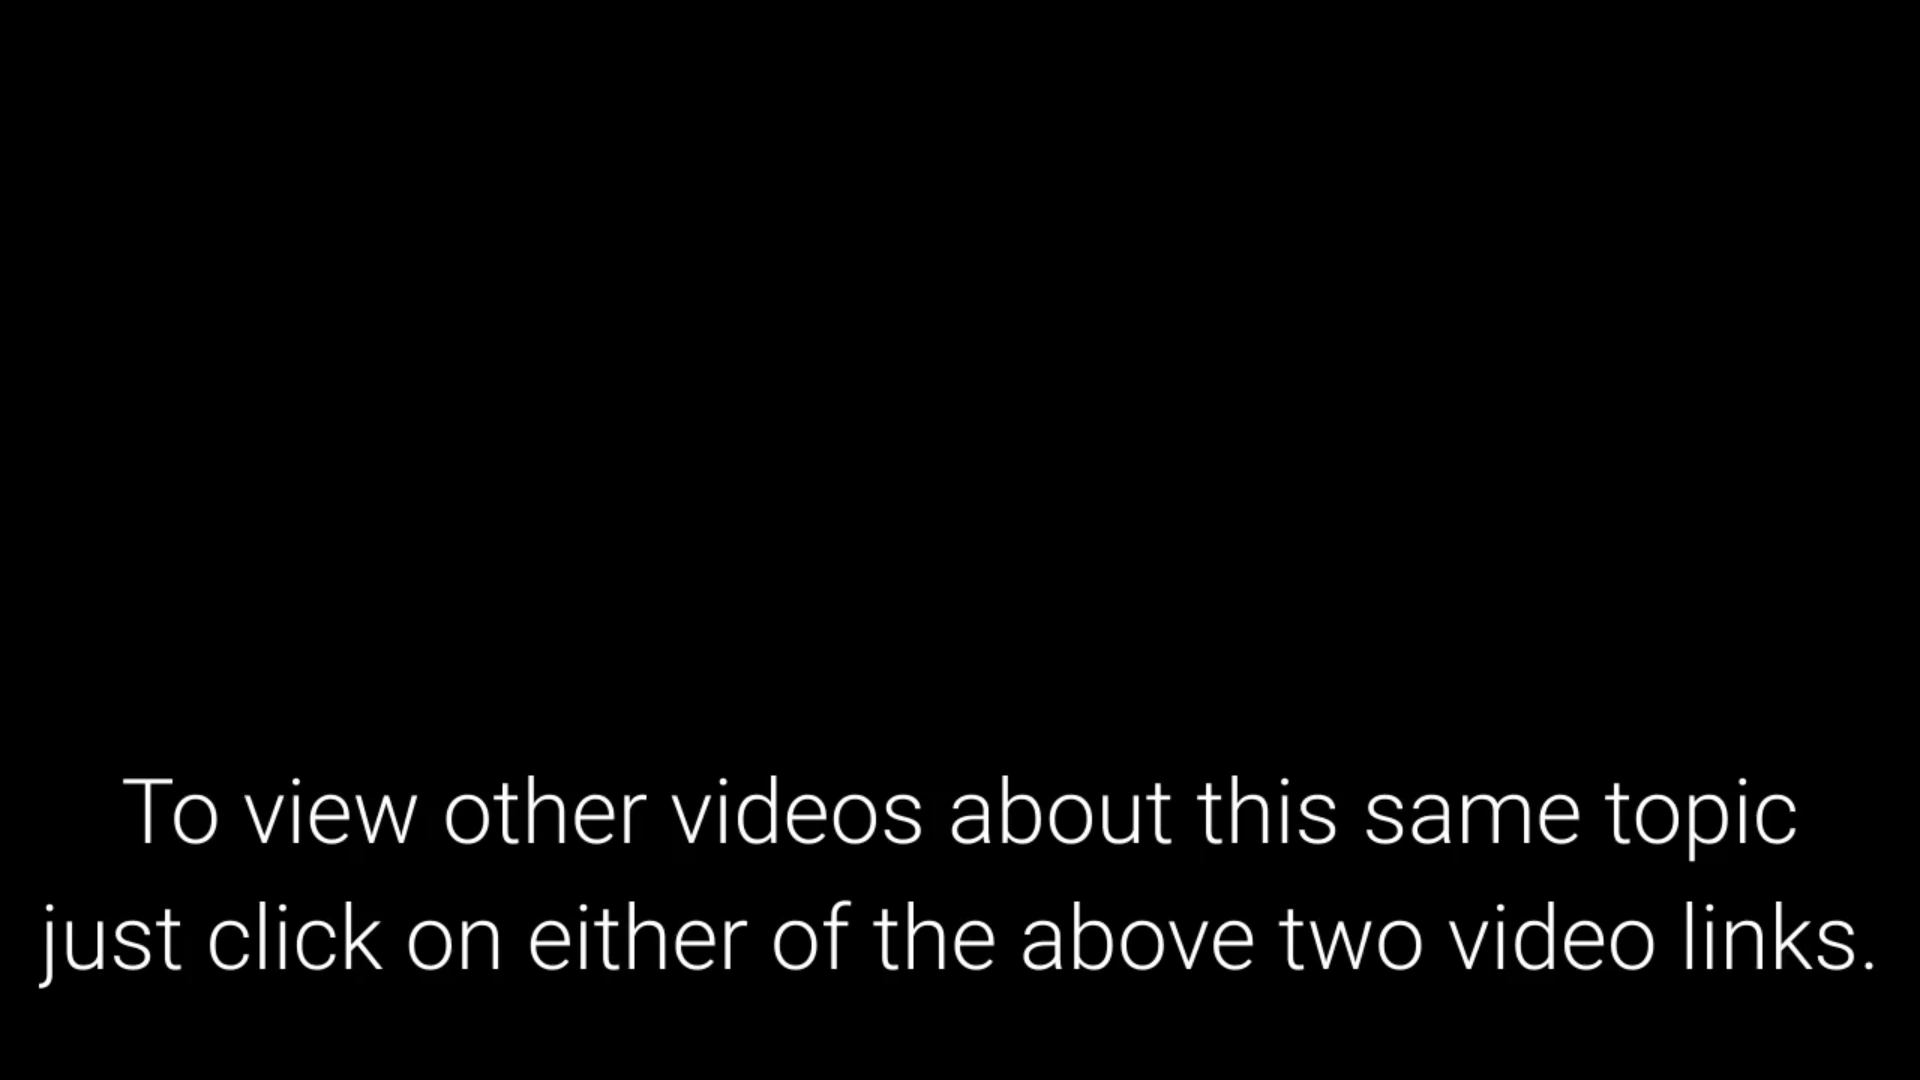 To view other videos about this same topic
just click on either of the above two video links.